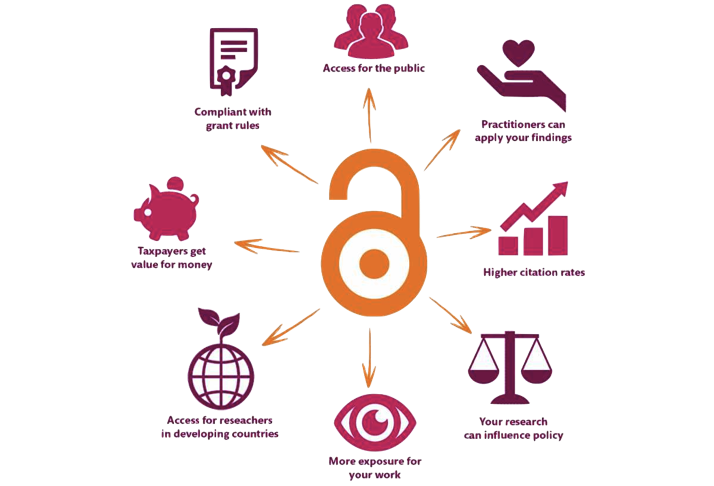 Access for the public
Practitioners can
apply your findings
Higher citation rates
Your research
can influence policy
More exposure for
your work
Access for reseachers
in developing countries
Taxpayers get
value for money
Compliant with
grant rules